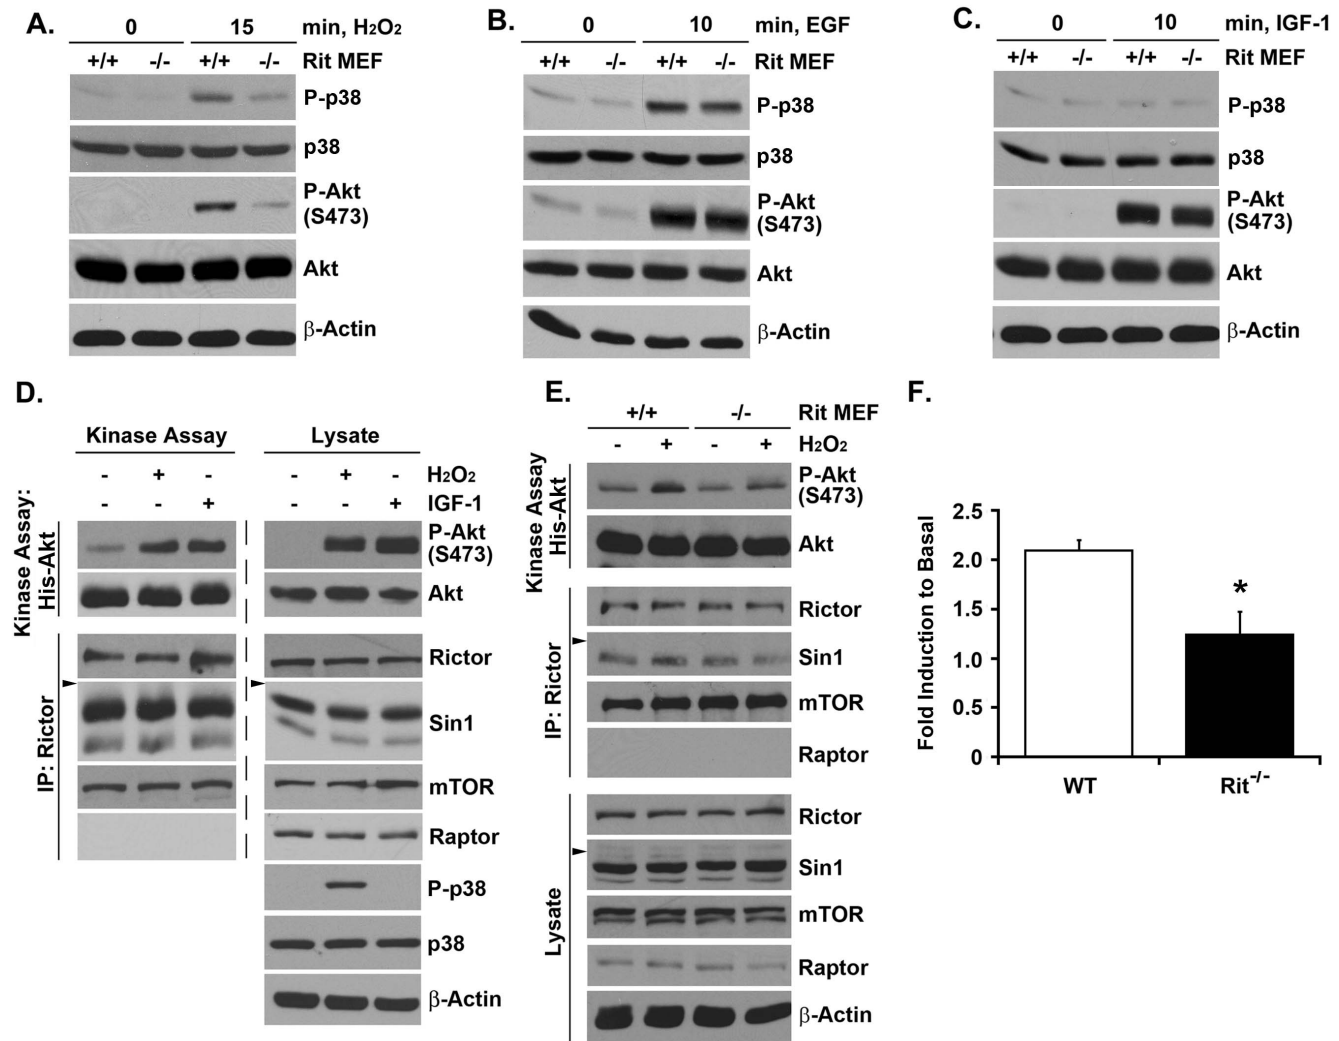 A.
0 15 min, H₂O₂
+/+ -/- +/+ -/- Rit MEF
P-p38
p38
P-Akt
(S473)
Akt
β-Actin
B.
0 10 min, EGF
+/+ -/- +/+ -/- Rit MEF
P-p38
p38
P-Akt
(S473)
Akt
β-Actin
C.
0 10 min, IGF-1
+/+ -/- +/+ -/- Rit MEF
P-p38
p38
P-Akt
(S473)
Akt
β-Actin
D.
Kinase Assay Lysate
- + - - + - H₂O₂
- - + - - + IGF-1
Kinase Assay:
His-Akt
P-Akt
(S473)
Akt
IP: Rictor
Rictor
Sin1
mTOR
Raptor
P-p38
p38
β-Actin
E.
+/+ -/- Rit MEF
- + - + H₂O₂
Kinase Assay
His-Akt
P-Akt
(S473)
Akt
IP: Rictor
Rictor
Sin1
mTOR
Raptor
Lysate
Rictor
Sin1
mTOR
Raptor
β-Actin
F.
Fold Induction to Basal
2.5
2.0
1.5
1.0
0.5
0
*
WT Rit⁻/⁻